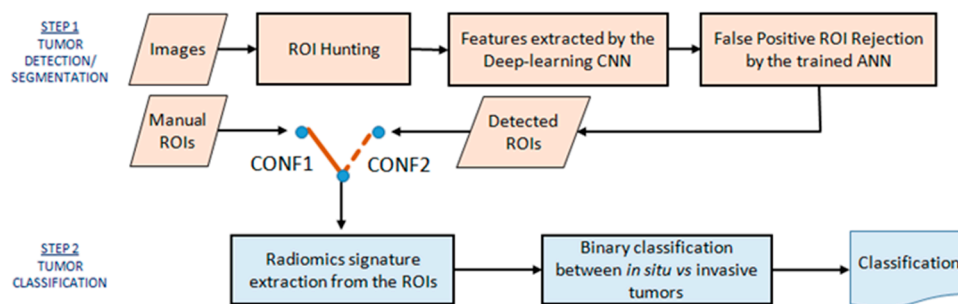 STEP 1
TUMOR
DETECTION/
SEGMENTATION
Images
ROI Hunting
Features extracted by the
Deep-learning CNN
False Positive ROI Rejection
by the trained ANN
Manual
ROIs
CONF1
CONF2
Detected
ROIs
STEP 2
TUMOR
CLASSIFICATION
Radiomics signature
extraction from the ROIs
Binary classification
between in situ vs invasive
tumors
Classification